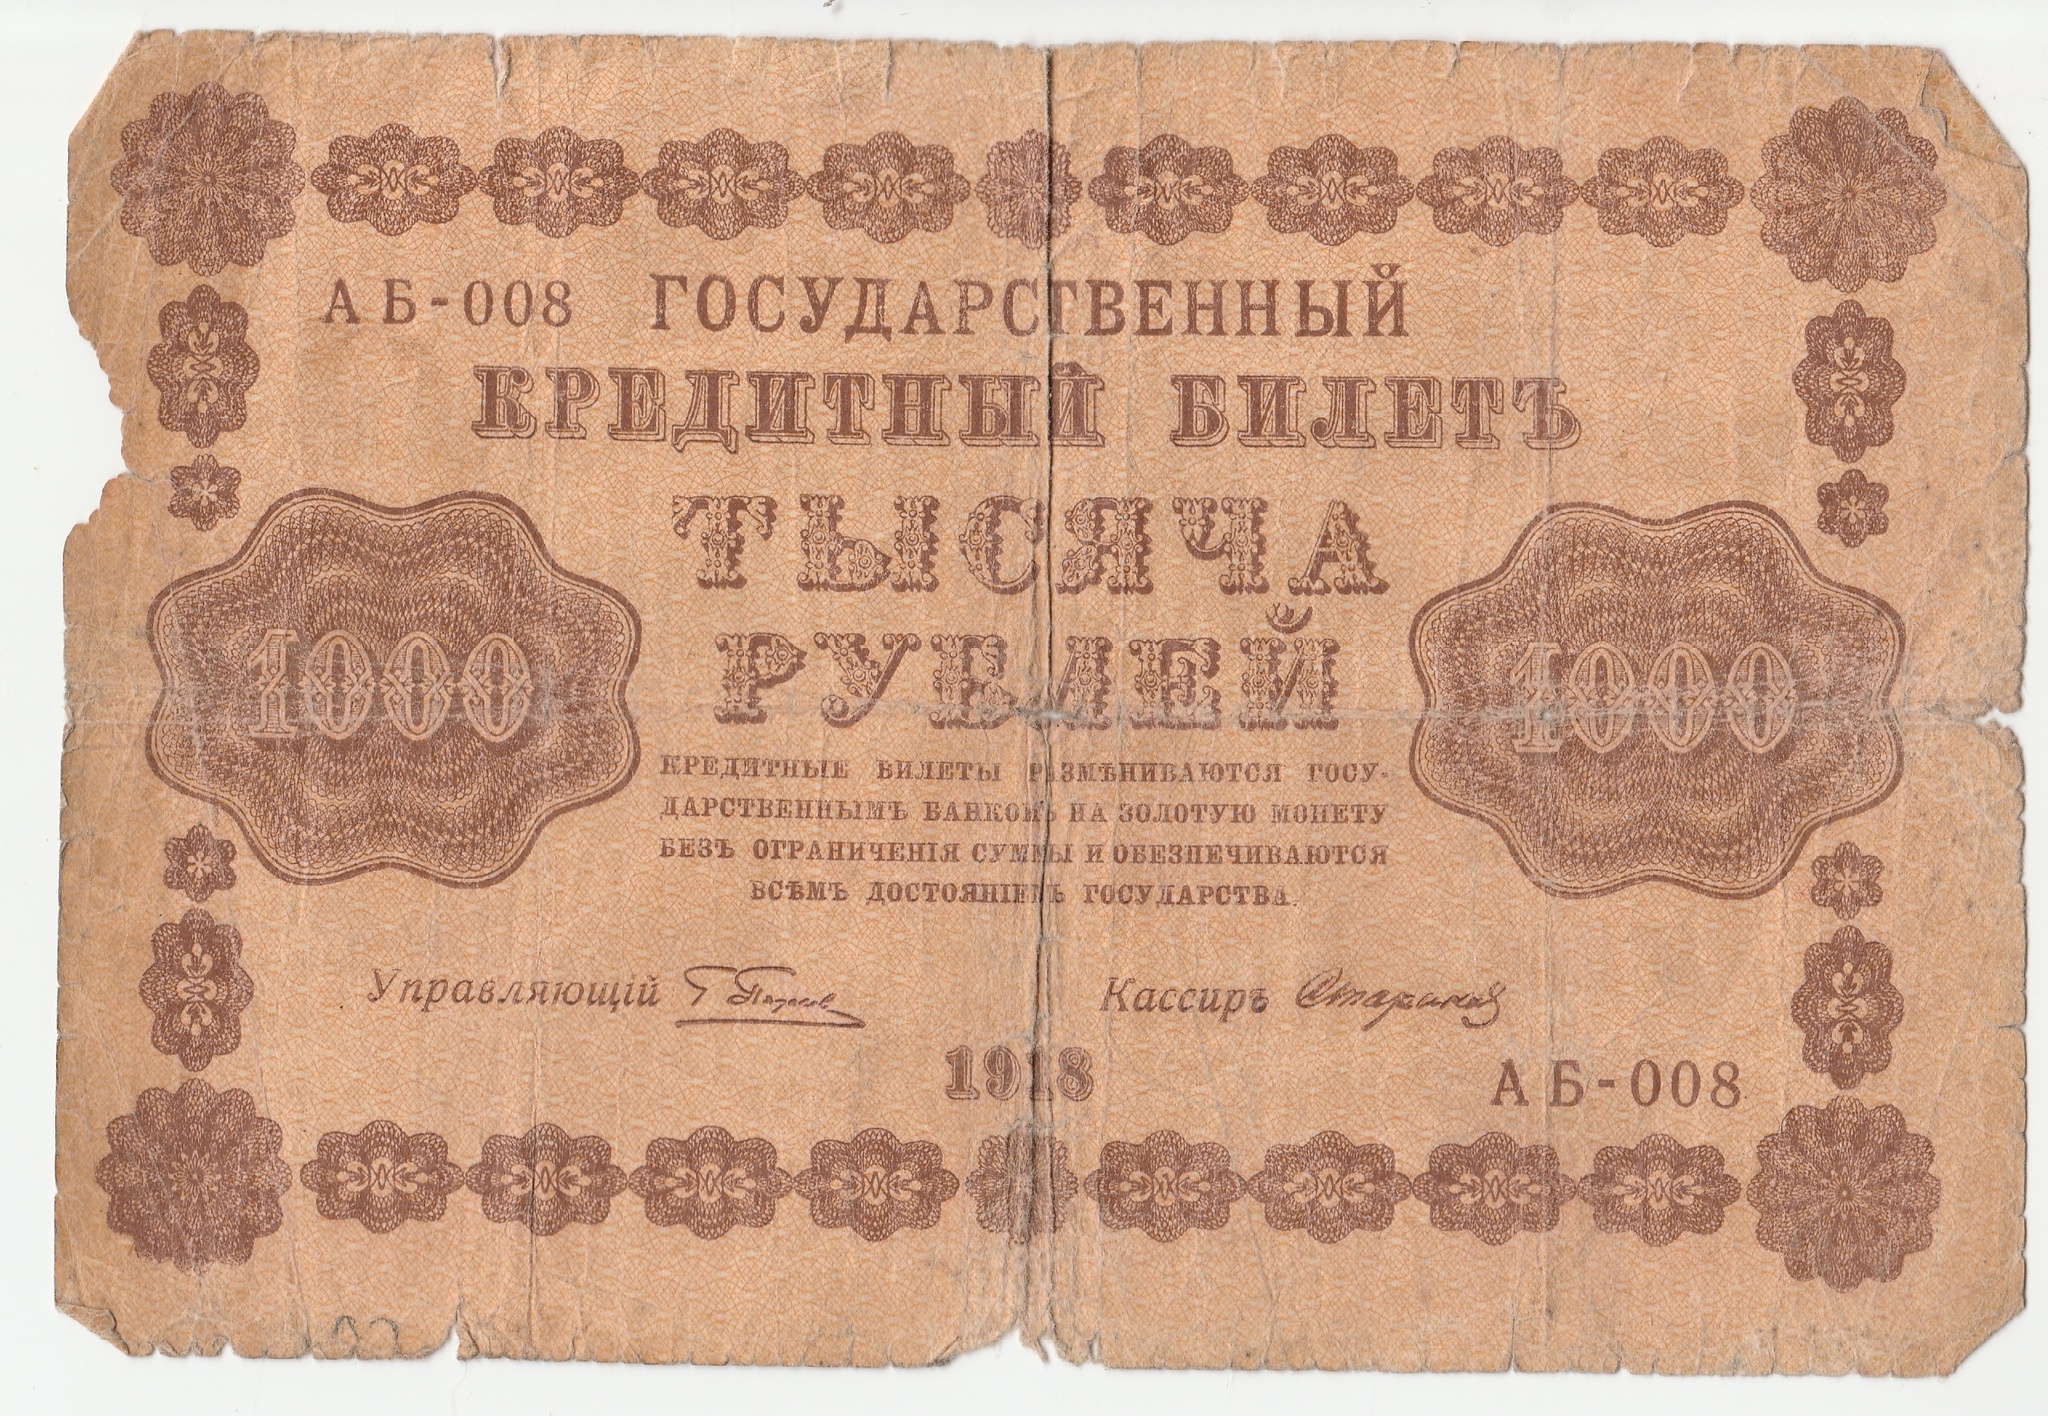 АБ-008 ГОСУДАРСТВЕННЫЙ
КРЕДИТНЫЙ БИЛЕТЪ
ТЫСЯЧА
РУБЛЕЙ
1000
1000
КРЕДИТНЫЕ БИЛЕТЫ РАЗМѢНИВАЮТСЯ ГОСУ-
ДАРСТВЕННЫМЪ БАНКОМЪ НА ЗОЛОТУЮ МОНЕТУ
БЕЗЪ ОГРАНИЧЕНІЯ СУММЫ И ОБЕЗПЕЧИВАЮТСЯ
ВСѢМЪ ДОСТОЯНІЕМЪ ГОСУДАРСТВА.
Управляющій Кассиръ
1918
АБ-008